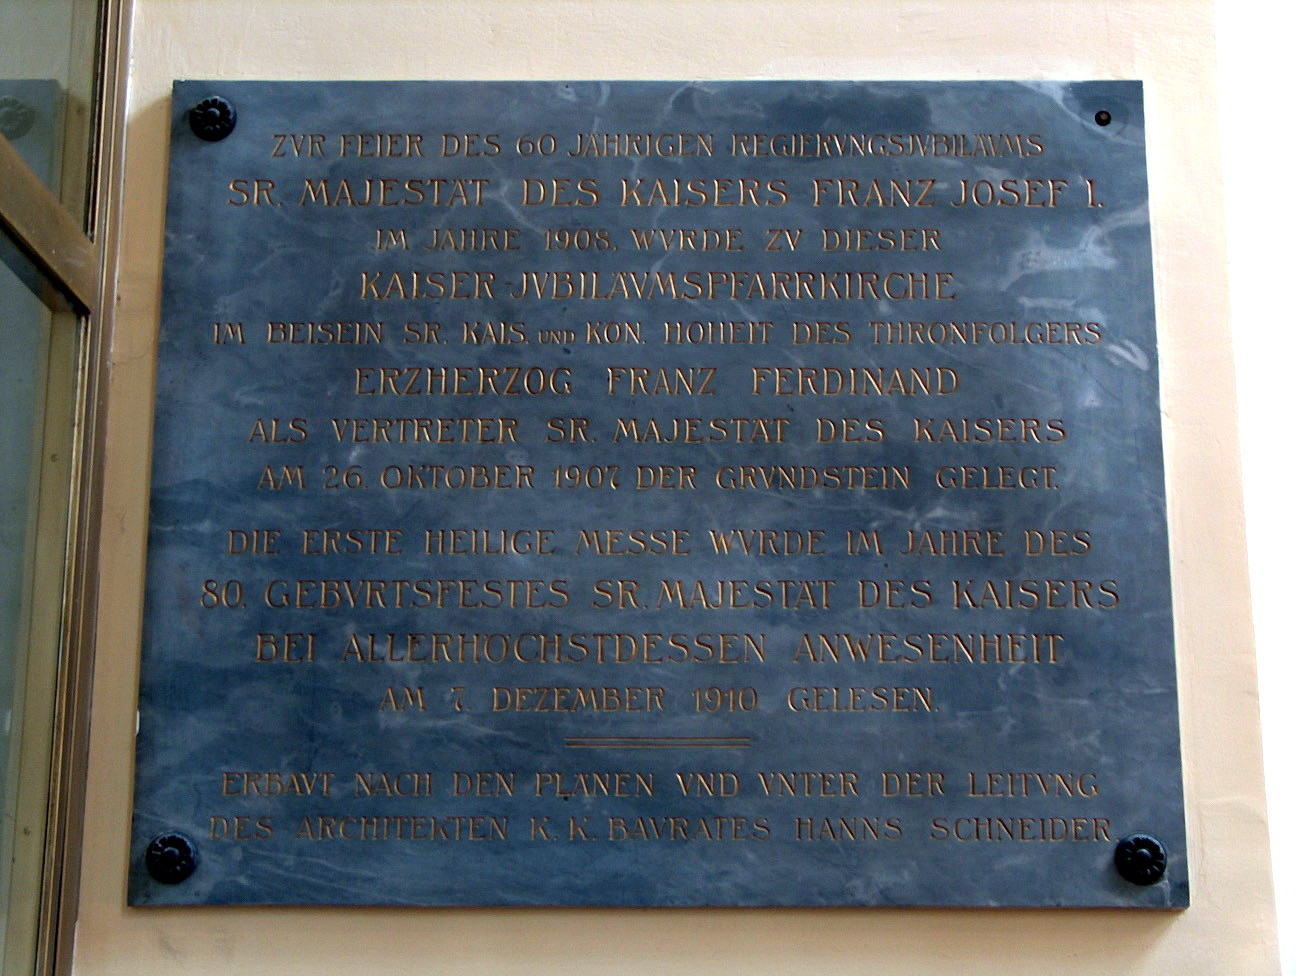 ZVR FEIER DES 60 JÄHRIGEN REGIERVNGSJVBILÄVMS
SR. MAJESTÄT DES KAISERS FRANZ JOSEF I.
IM JAHRE 1908. WVRDE ZV DIESER
KAISER-JVBILÄVMSPFARRKIRCHE
IM BEISEIN SR. KAIS. UND KÖN. HOHEIT DES THRONFOLGERS
ERZHERZOG FRANZ FERDINAND
ALS VERTRETER SR. MAJESTÄT DES KAISERS
AM 26. OKTOBER 1907 DER GRVNDSTEIN GELEGT.
DIE ERSTE HEILIGE MESSE WVRDE IM JAHRE DES
80. GEBVRTSFESTES SR. MAJESTÄT DES KAISERS
BEI ALLERHÖCHSTDESSEN ANWESENHEIT
AM 7. DEZEMBER 1910 GELESEN.
ERBAVT NACH DEN PLÄNEN VND VNTER DER LEITVNG
DES ARCHITEKTEN K. K. BAVRATES HANNS SCHNEIDER.